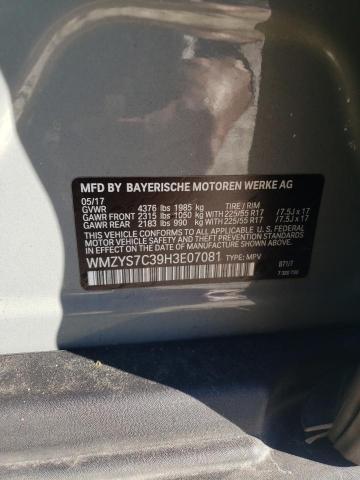 MFD BY BAYERISCHE MOTOREN WERKE AG
05/17 TIRE / RIM
GVWR 4376 lbs 1985 kg
GAWR FRONT 2315 lbs 1050 kg WITH 225/55 R17 /7.5J x 17
GAWR REAR 2183 lbs 990 kg WITH 225/55 R17 /7.5J x 17
THIS VEHICLE CONFORMS TO ALL APPLICABLE U.S. FEDERAL
MOTOR VEHICLE SAFETY, BUMPER, AND THEFT PREVENTION
STANDARDS IN EFFECT ON THE DATE OF MANUFACTURE SHOWN ABOVE.
WMZYS7C39H3E07081 TYPE: MPV